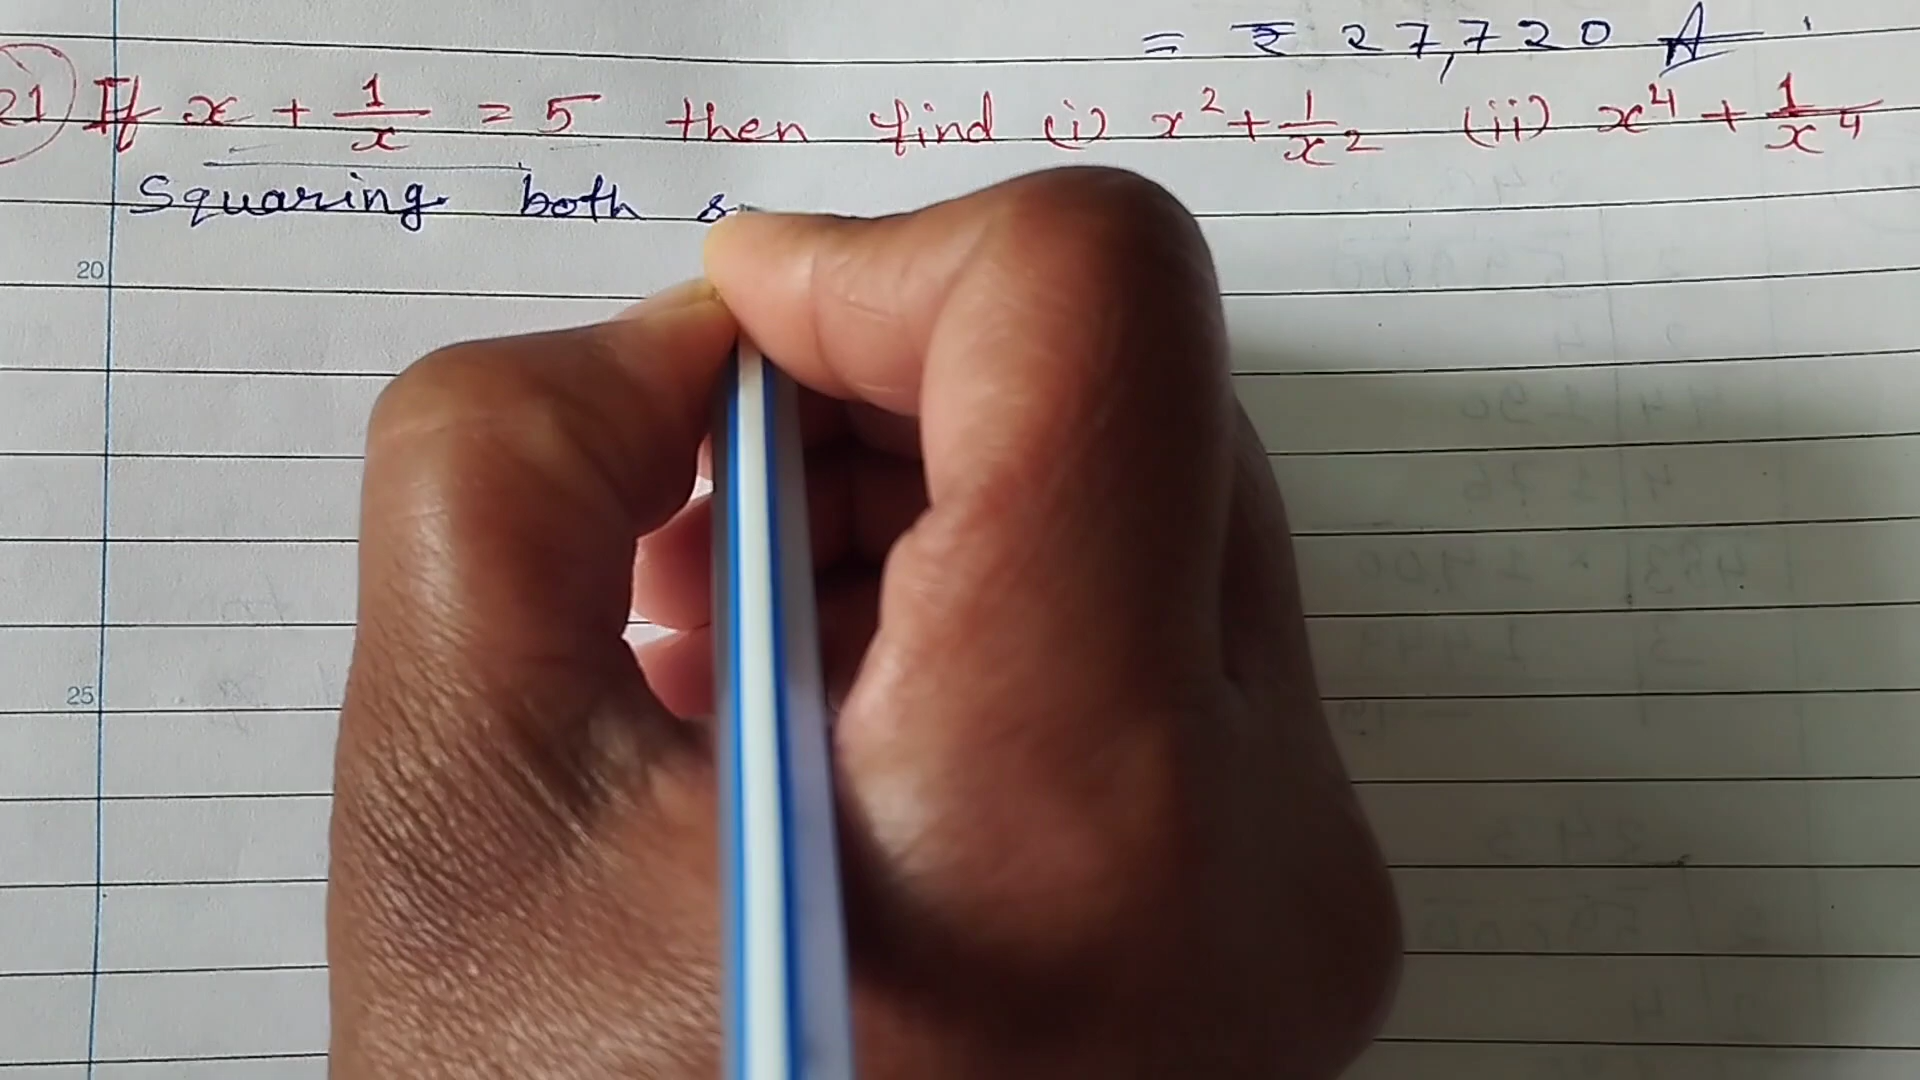 = ₹ 27,720 A
21) If x + 1/x = 5 then find (i) x² + 1/x² (ii) x⁴ + 1/x⁴
Squaring both s
20
25